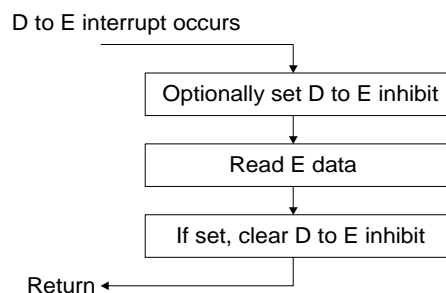 D to E interrupt occurs
Optionally set D to E inhibit
Read E data
If set, clear D to E inhibit
Return